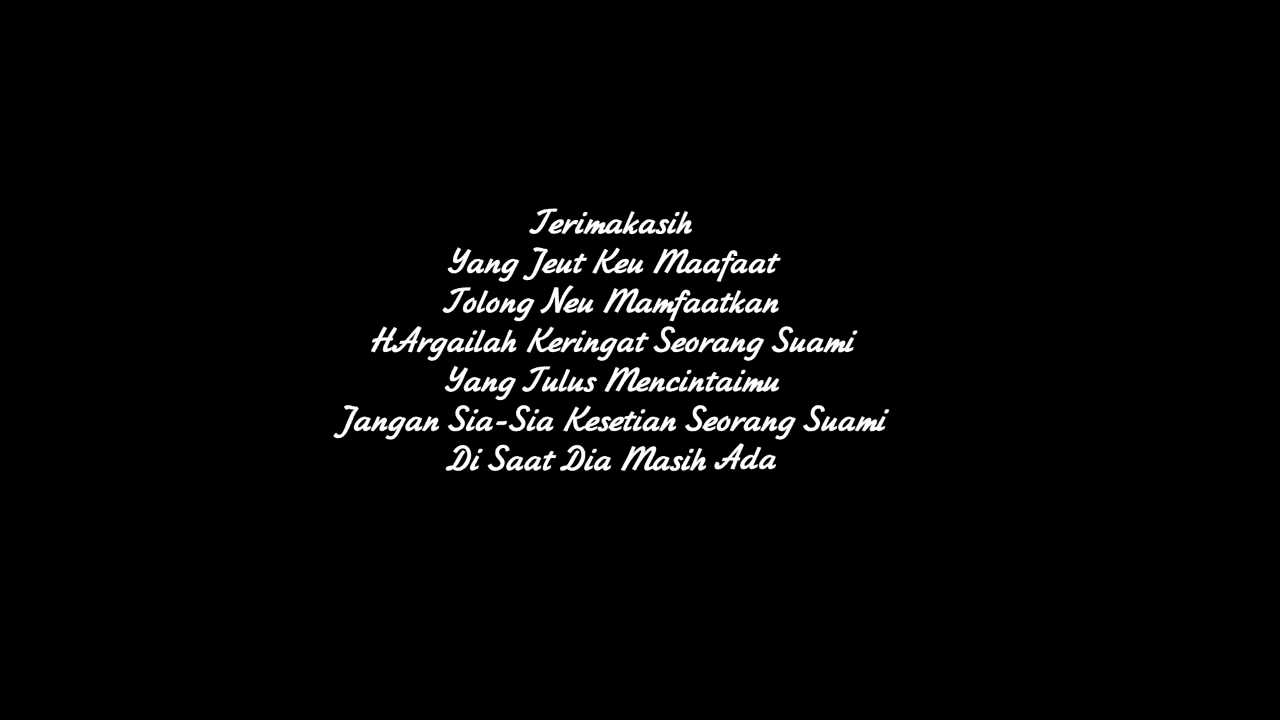 Terimakasih
Yang Jeut Keu Maafaat
Tolong Neu Mamfaatkan
HArgailah Keringat Seorang Suami
Yang Tulus Mencintaimu
Jangan Sia-Sia Kesetian Seorang Suami
Di Saat Dia Masih Ada